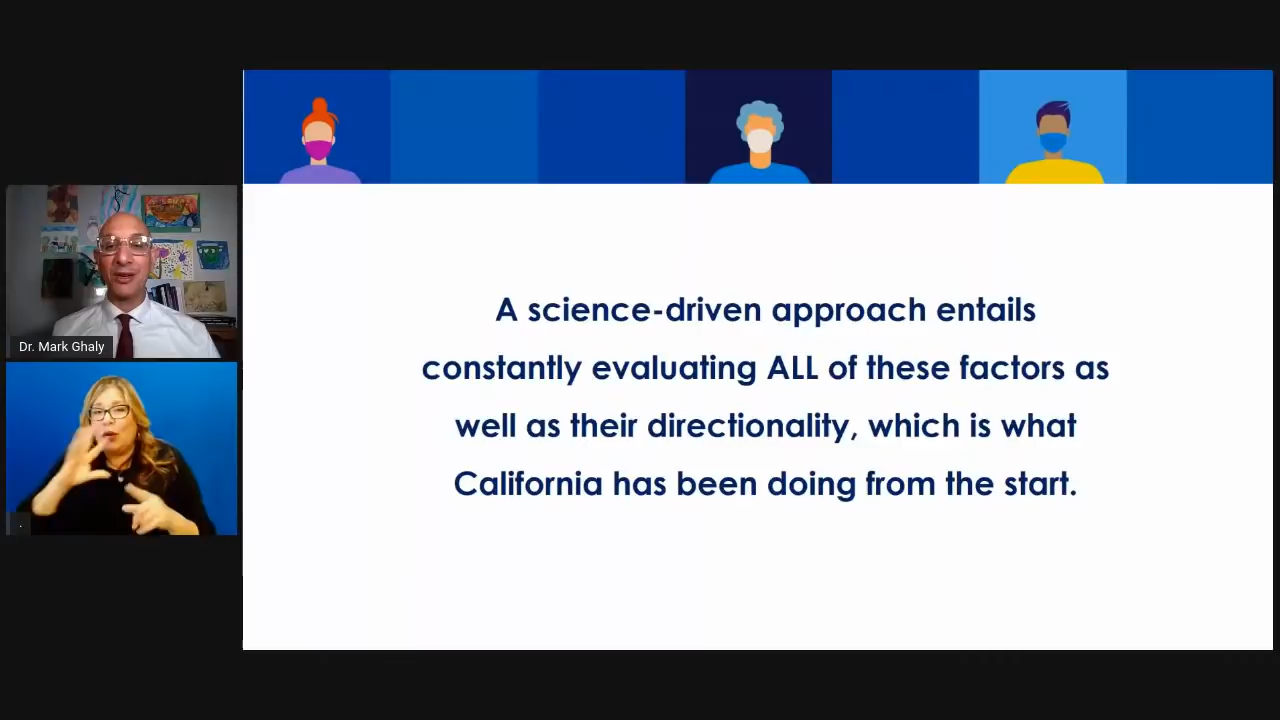 A science-driven approach entails
constantly evaluating ALL of these factors as
well as their directionality, which is what
California has been doing from the start.
Dr. Mark Ghaly
.